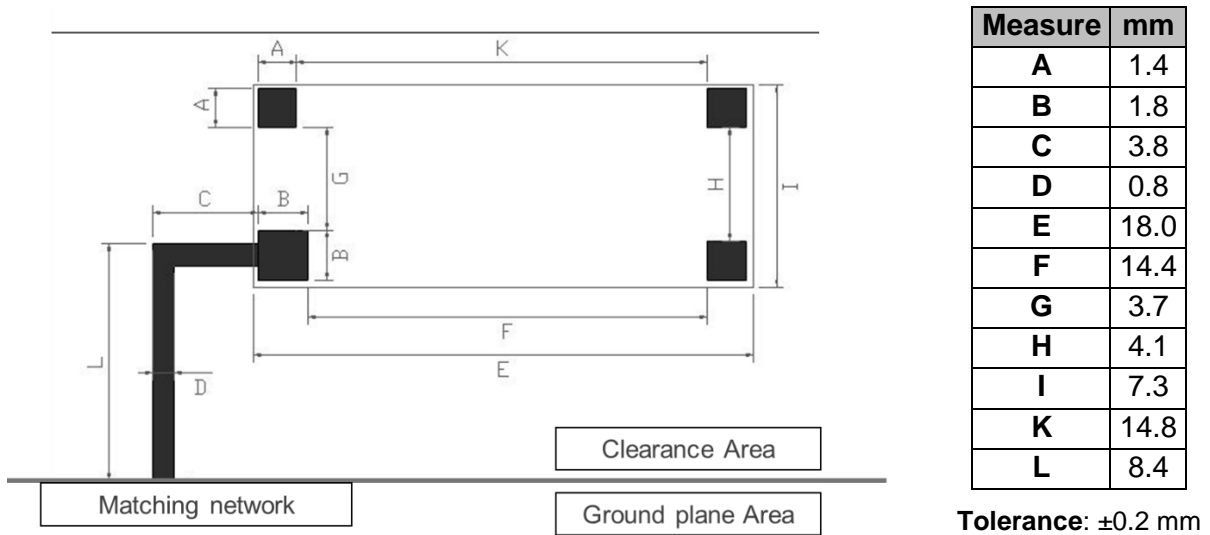 A
K
A
G
H
I
C
B
B
L
D
F
E
Clearance Area
Matching network
Ground plane Area
Measure mm
A 1.4
B 1.8
C 3.8
D 0.8
E 18.0
F 14.4
G 3.7
H 4.1
I 7.3
K 14.8
L 8.4
Tolerance: ±0.2 mm